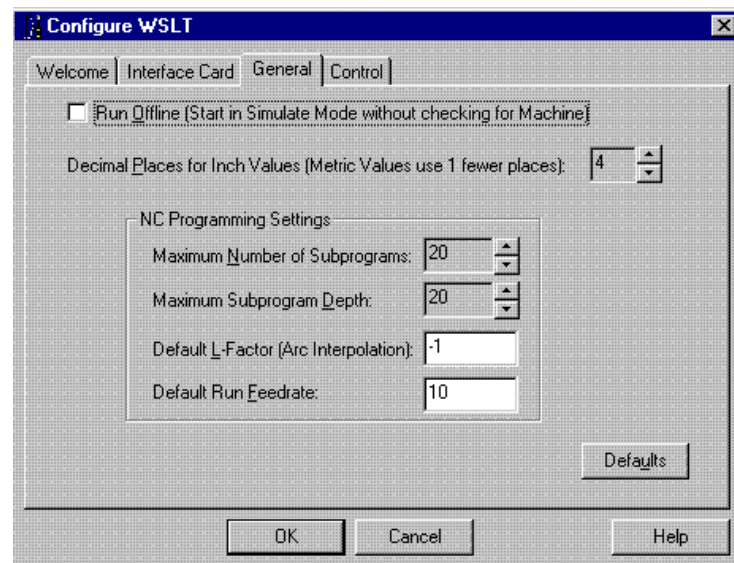 Configure WSLT
Welcome Interface Card General Control
Run Offline (Start in Simulate Mode without checking for Machine)
Decimal Places for Inch Values (Metric Values use 1 fewer places): 4
NC Programming Settings
Maximum Number of Subprograms: 20
Maximum Subprogram Depth: 20
Default L-Factor (Arc Interpolation): -1
Default Run Feedrate: 10
Defaults
OK Cancel Help